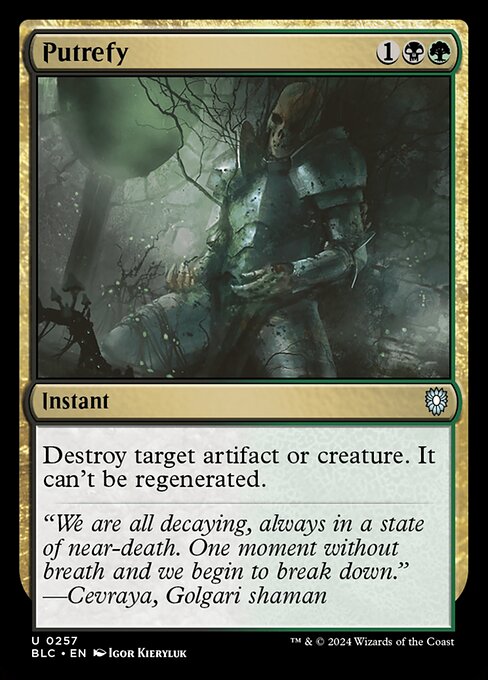 Putrefy 1
Instant
Destroy target artifact or creature. It
can't be regenerated.
“We are all decaying, always in a state
of near-death. One moment without
breath and we begin to break down.”
—Cevraya, Golgari shaman
U 0257
BLC • EN Igor Kieryluk
™ & © 2024 Wizards of the Coast